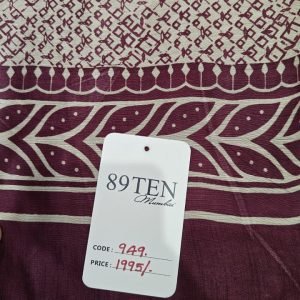 89TEN
Mumbai
CODE: 949.
PRICE: 1995/.